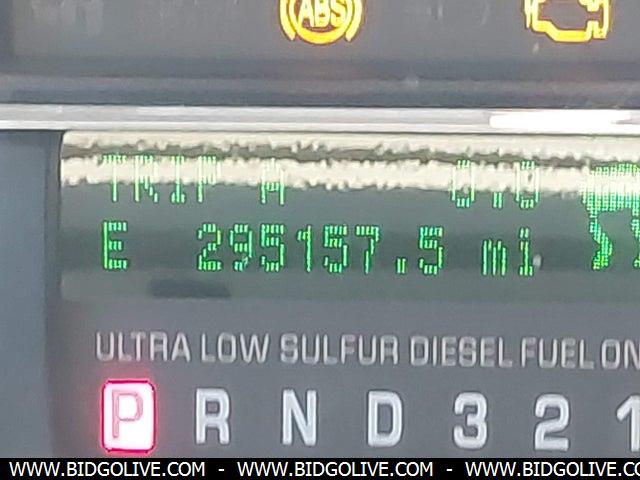 ABS
TRIP A 0.0
E 295157.5 mi
ULTRA LOW SULFUR DIESEL FUEL ON
P R N D 3 2 1
WWW.BIDGOLIVE.COM - WWW.BIDGOLIVE.COM - WWW.BIDGOLIVE.COM